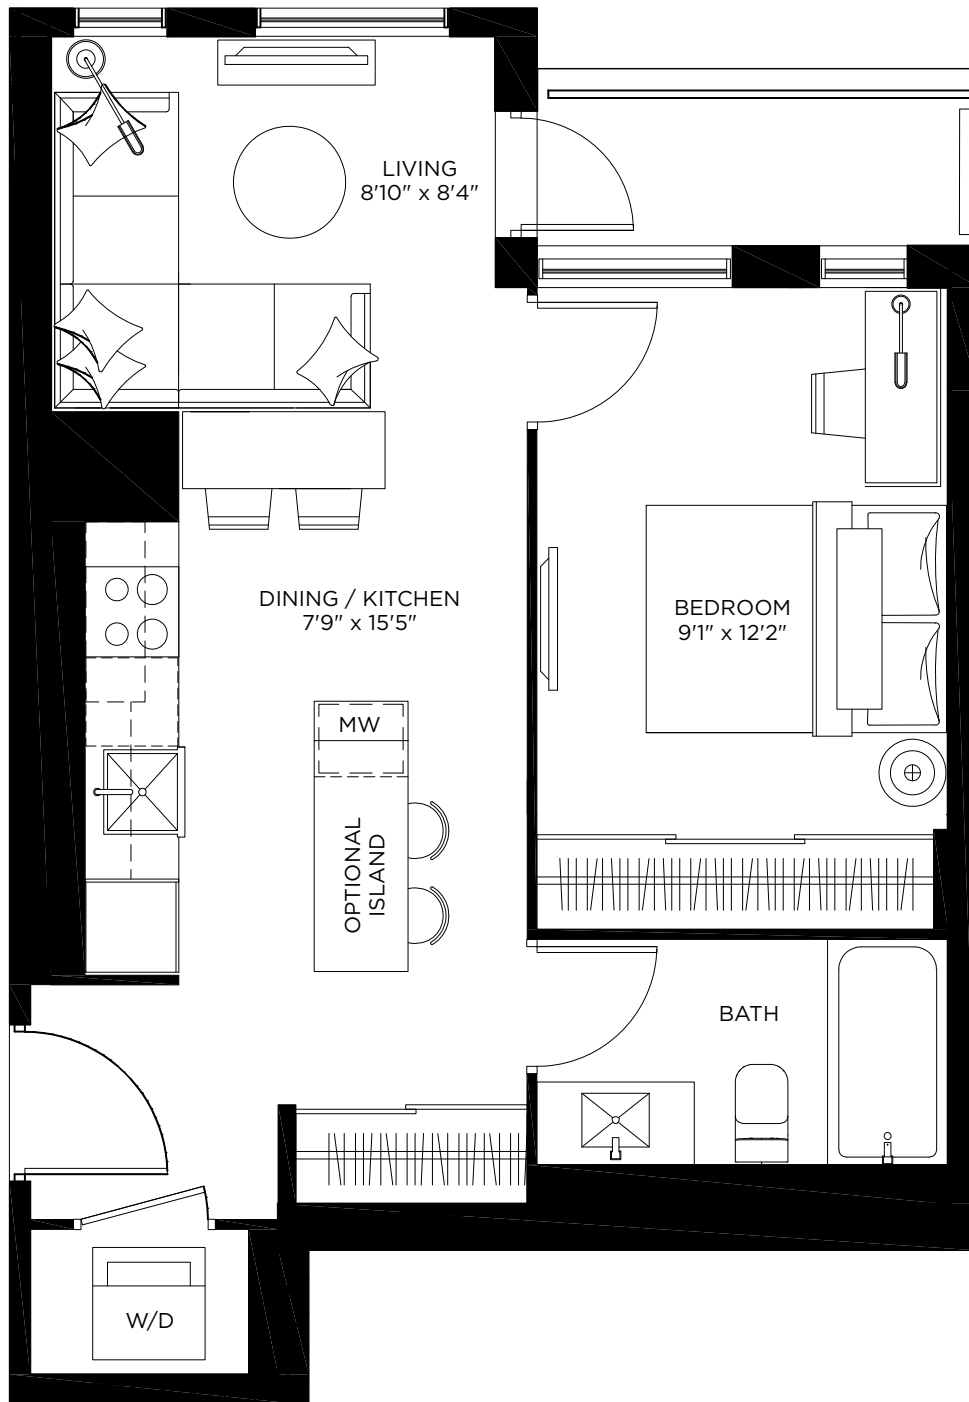 LIVING
8'10" x 8'4"
DINING / KITCHEN
7'9" x 15'5"
BEDROOM
9'1" x 12'2"
MW
OPTIONAL
ISLAND
BATH
W/D